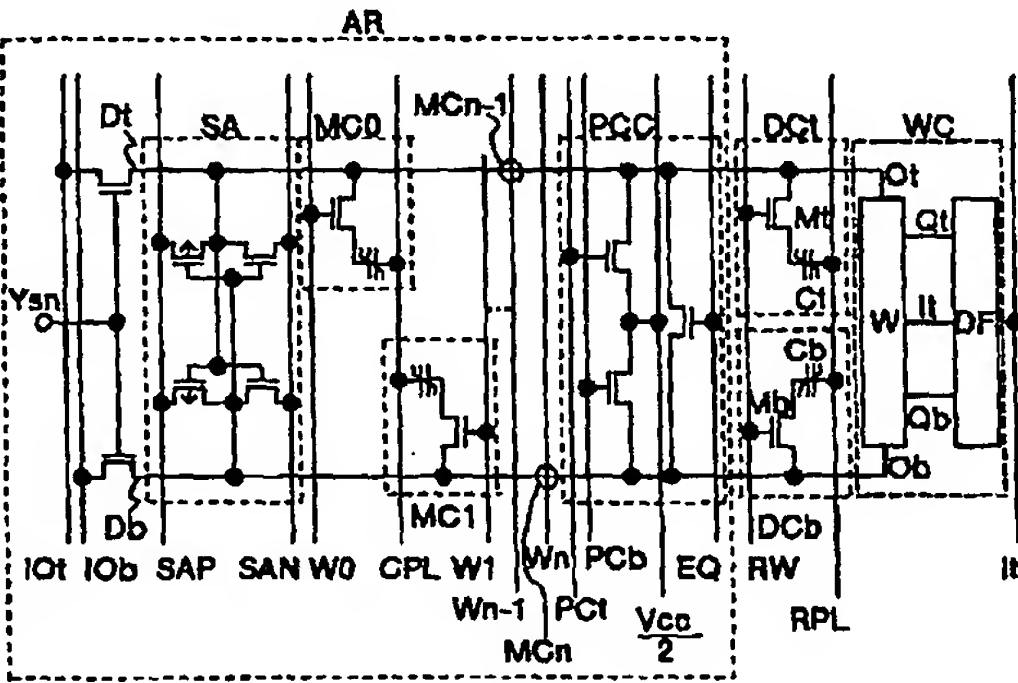 AR
Dt
SA
MC0
MCn-1
PCC
DCt
WC
Ot
Mt
Qt
Ct
Ysn
W
It
DF
Cb
Mb
Qb
Ob
Db
MC1
DCb
IOt
IOb
SAP
SAN
W0
CPL
W1
Wn
PCb
EQ
RW
It
Wn-1
PCt
Vcc
2
RPL
MCn